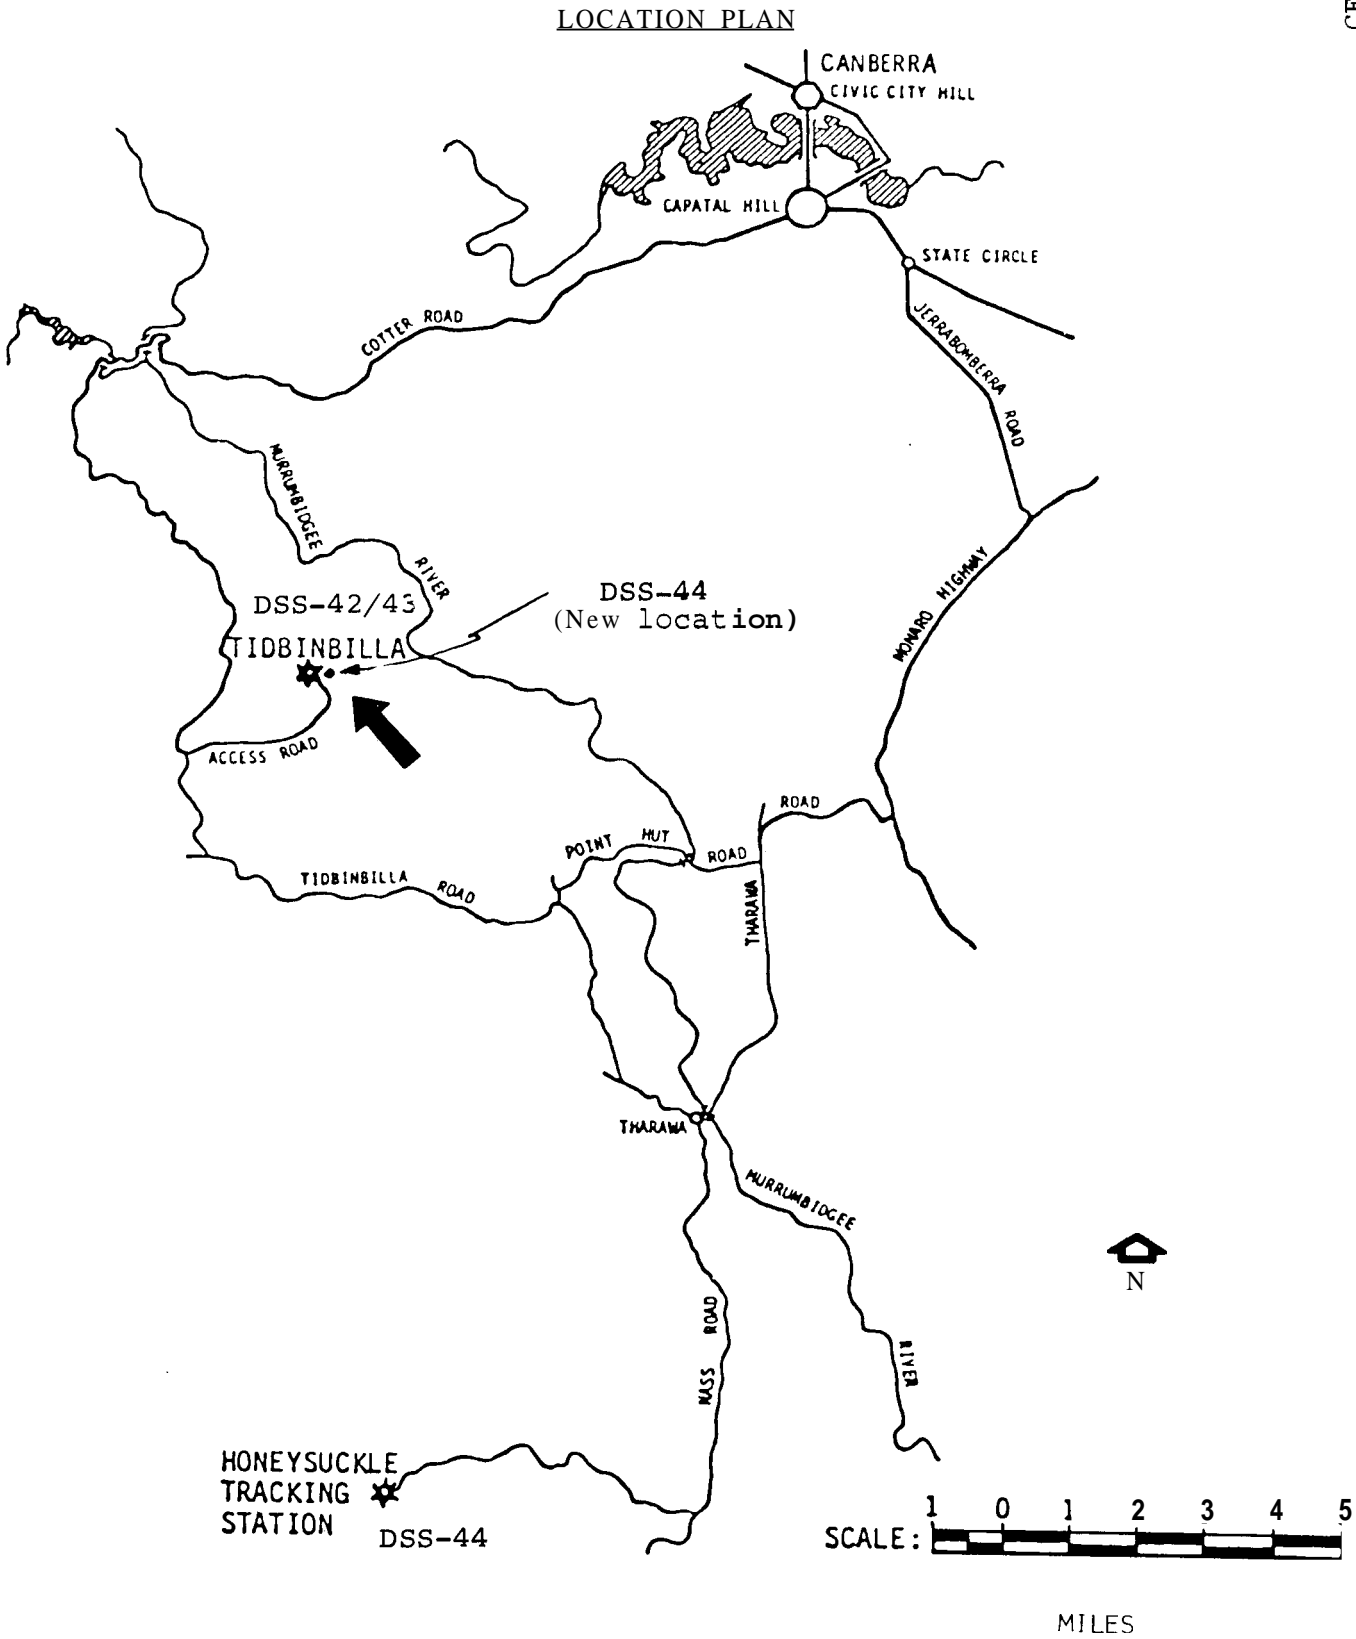 LOCATION PLAN
CANBERRA
CIVIC CITY HILL
CAPATAL HILL
STATE CIRCLE
COTTER ROAD
JERRABOMBERRA ROAD
MURRUMBIDGEE RIVER
MONARO HIGHWAY
DSS-42/43
TIDBINBILLA
DSS-44
(New location)
ACCESS ROAD
ROAD
POINT HUT ROAD
TIDBINBILLA ROAD
THARAWA
THARAWA
MURRUMBIDGEE RIVER
N
NASS ROAD
HONEYSUCKLE
TRACKING
STATION
DSS-44
1 0 1 2 3 4 5
SCALE:
MILES